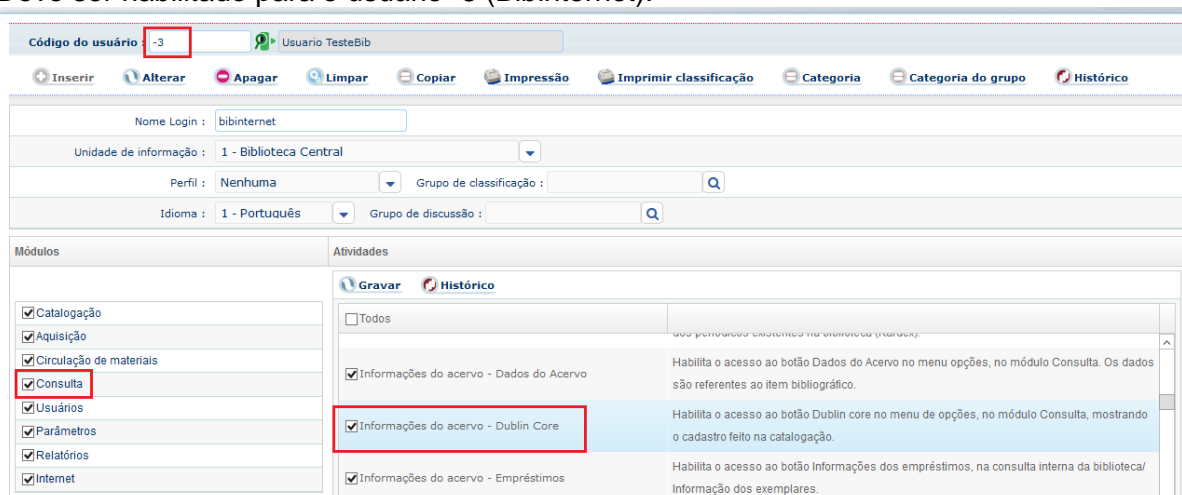 Deve ser habilitado para o usuário -3 (Bibinternet).
Código do usuário : -3 Usuario TesteBib
Inserir Alterar Apagar Limpar Copiar Impressão Imprimir classificação Categoria Categoria do grupo Histórico
Nome Login : bibinternet
Unidade de informação : 1 - Biblioteca Central
Perfil : Nenhuma Grupo de classificação :
Idioma : 1 - Português Grupo de discussão :
Módulos Atividades
Gravar Histórico
Catalogação
Aquisição
Circulação de materiais
Consulta
Usuários
Parâmetros
Relatórios
Internet
Todos
dos periódicos existentes na biblioteca (Kardex).
Informações do acervo - Dados do Acervo
Habilita o acesso ao botão Dados do Acervo no menu opções, no módulo Consulta. Os dados
são referentes ao item bibliográfico.
Informações do acervo - Dublin Core
Habilita o acesso ao botão Dublin core no menu de opções, no módulo Consulta, mostrando
o cadastro feito na catalogação.
Informações do acervo - Empréstimos
Habilita o acesso ao botão Informações dos empréstimos, na consulta interna da biblioteca/
Informação dos exemplares.